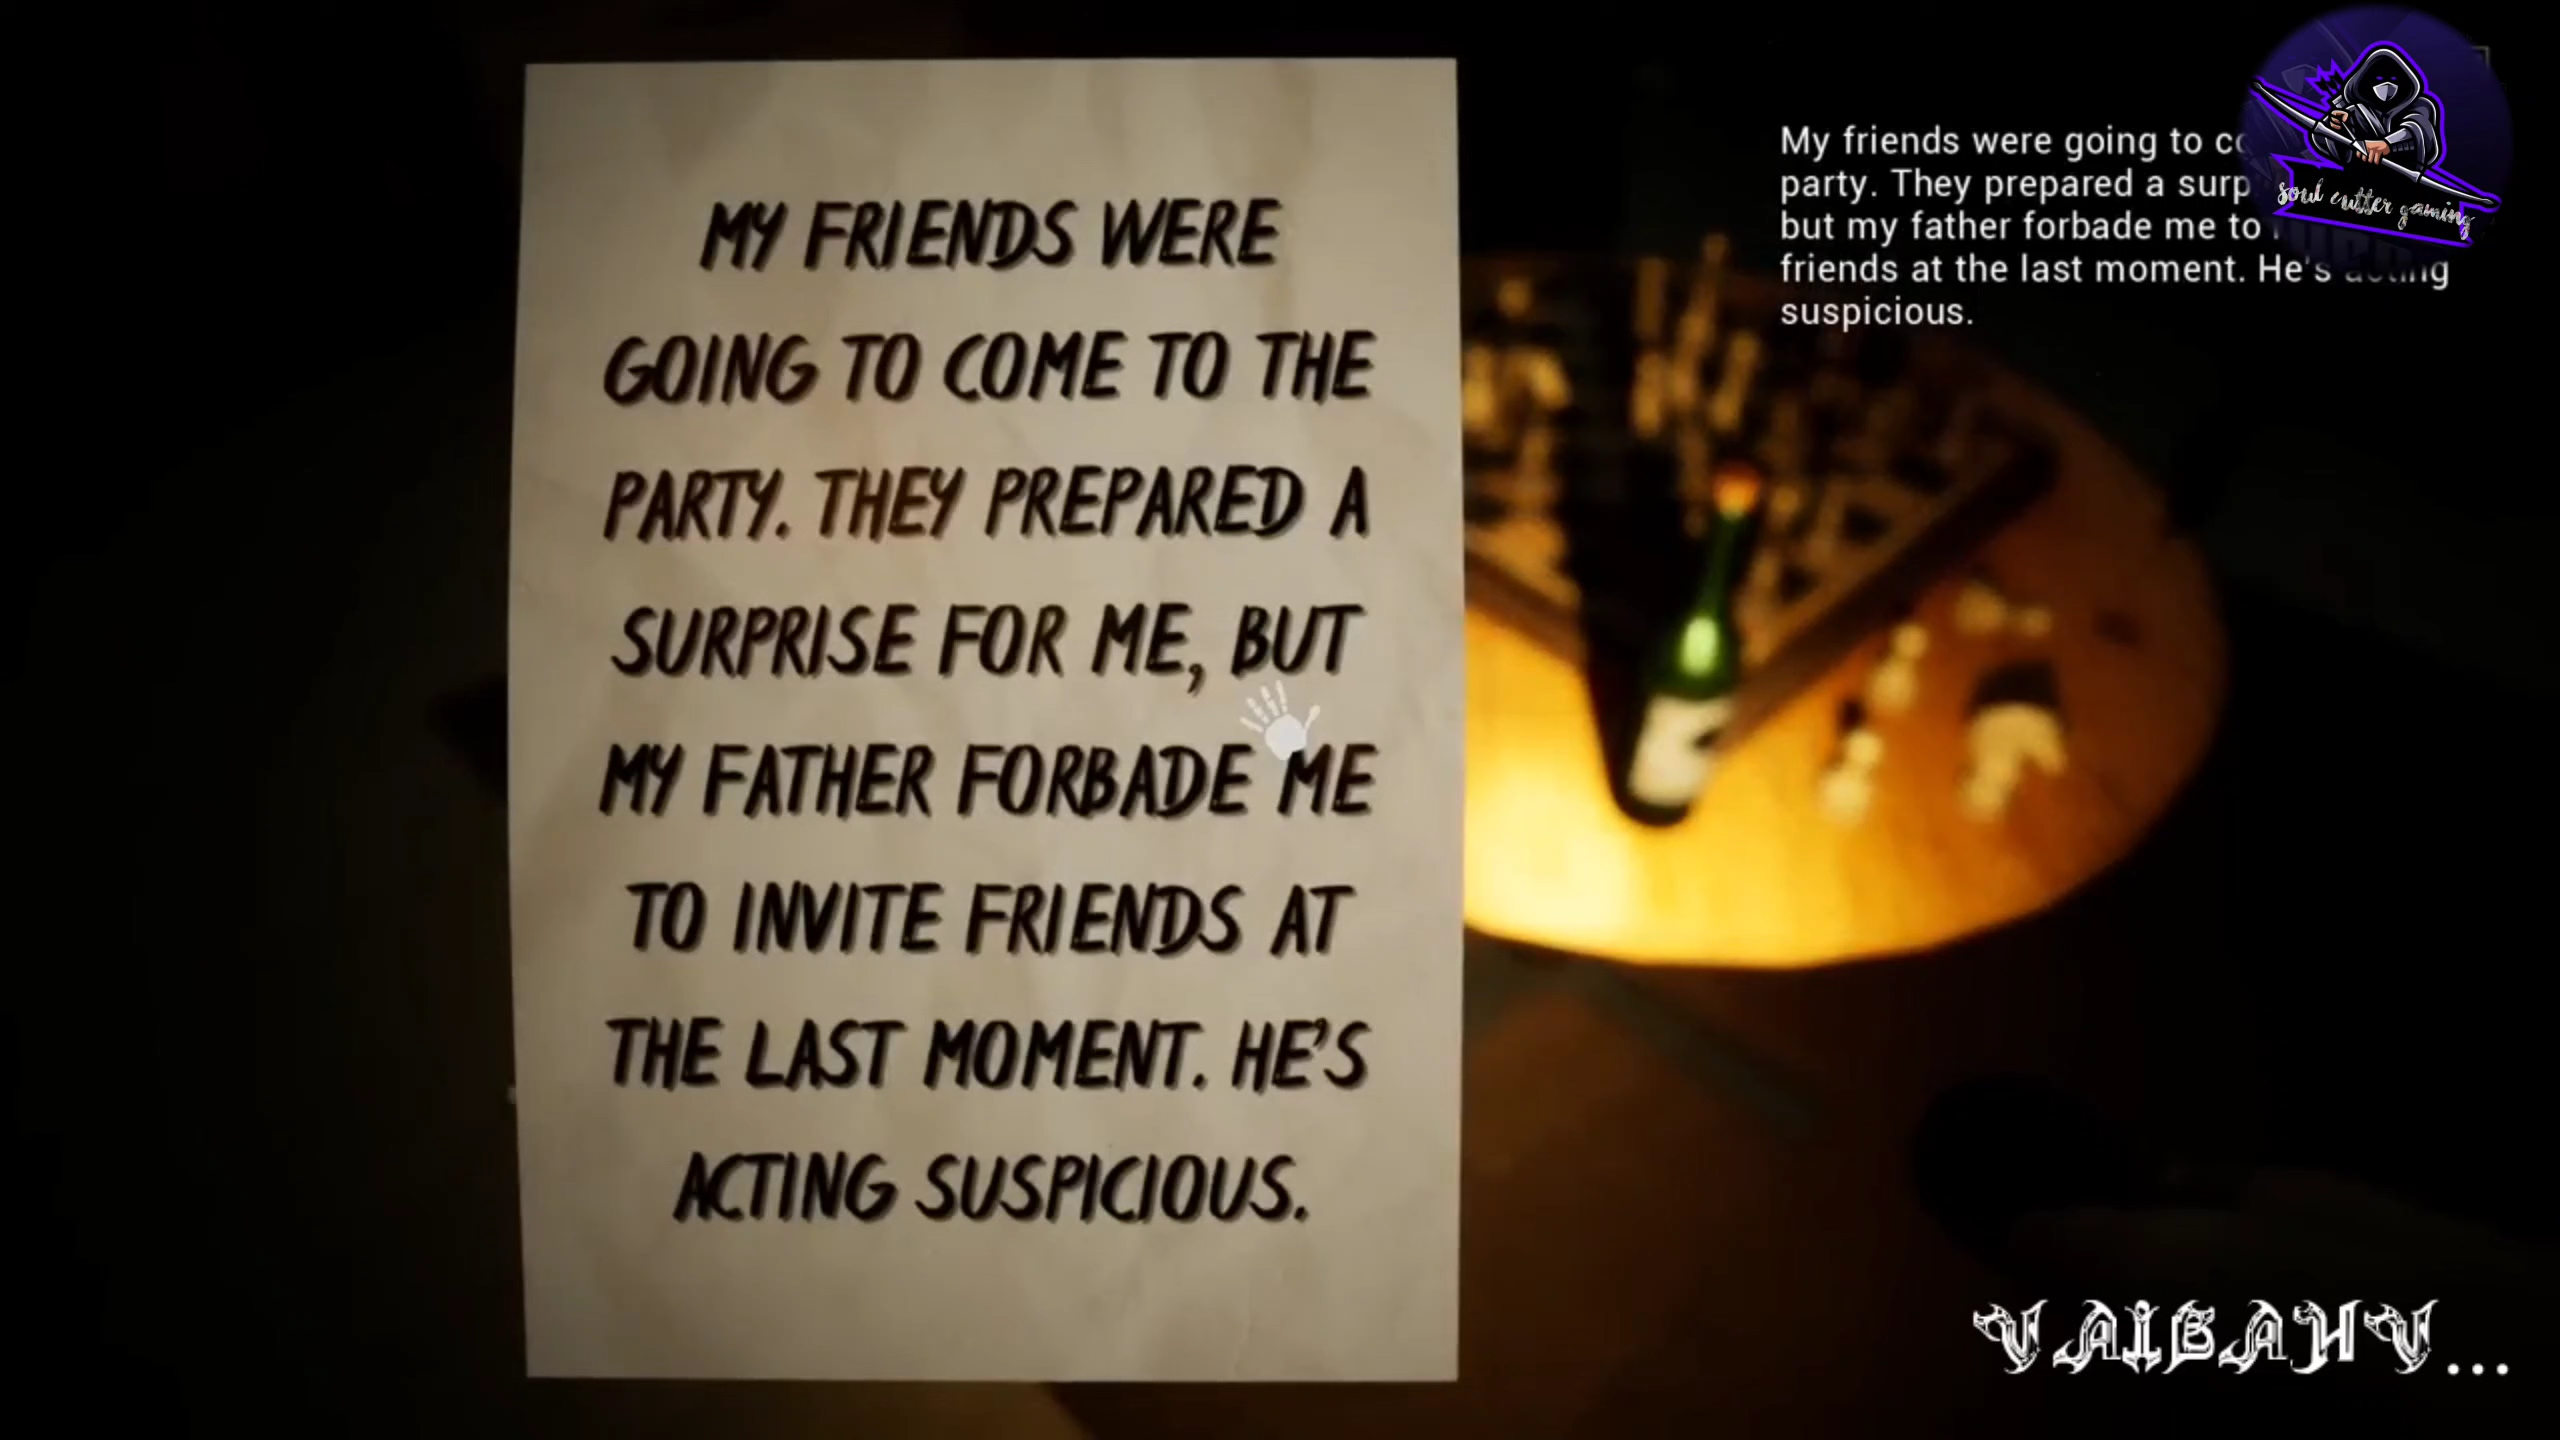 MY FRIENDS WERE
GOING TO COME TO THE
PARTY. THEY PREPARED A
SURPRISE FOR ME, BUT
MY FATHER FORBADE ME
TO INVITE FRIENDS AT
THE LAST MOMENT. HE'S
ACTING SUSPICIOUS.
My friends were going to
party. They prepared a
but my father forbade me to
friends at the last moment. He's acting
suspicious.
soul cutter gaming
VAIBAHV...